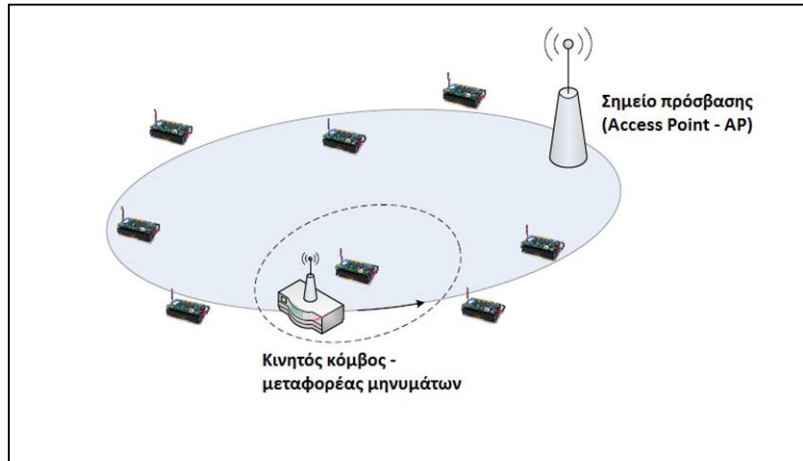 Σημείο πρόσβασης
(Access Point - AP)
Κινητός κόμβος -
μεταφορέας μηνυμάτων